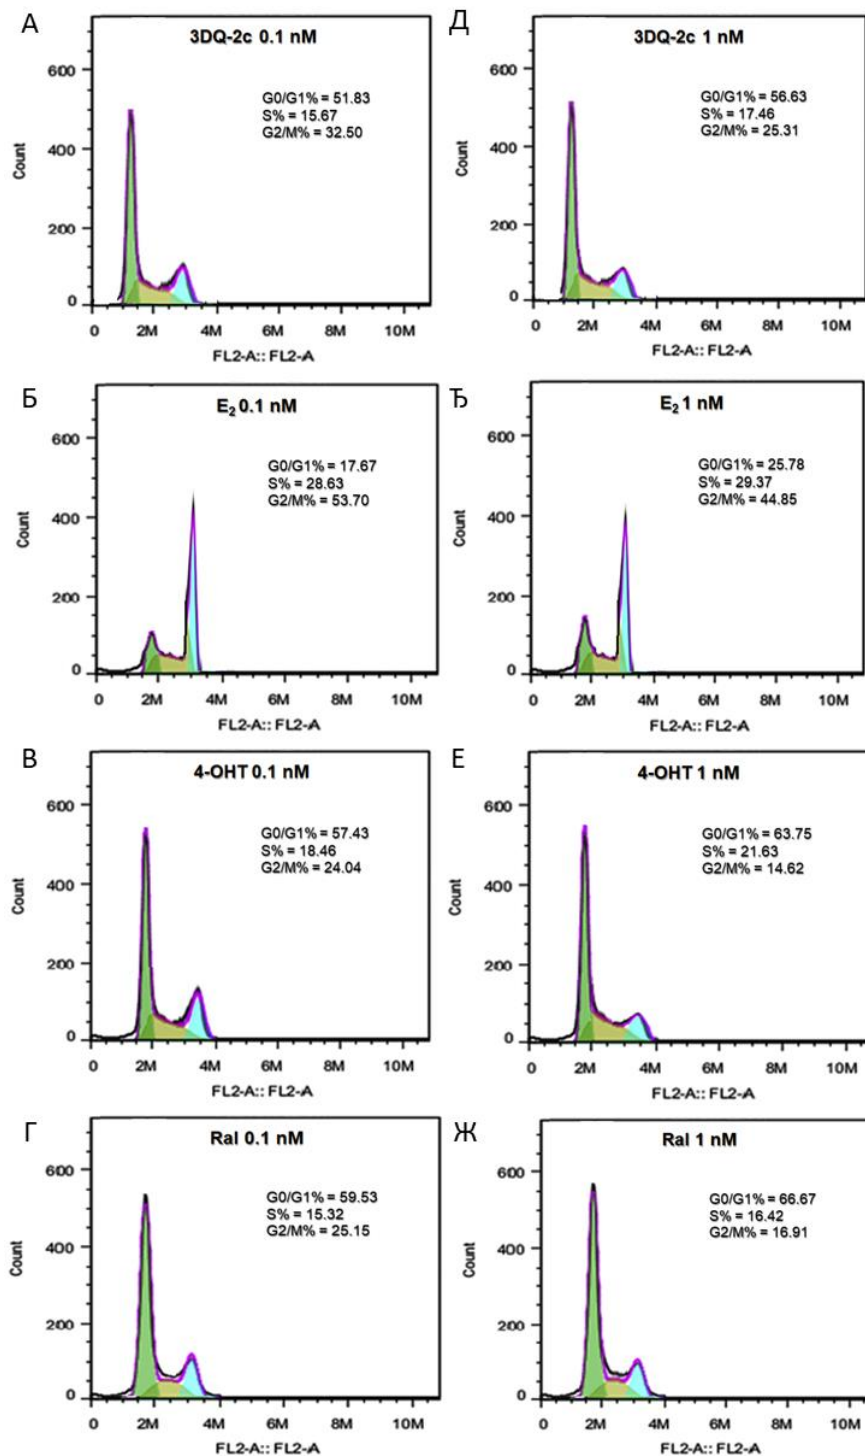 А
3DQ-2c 0.1 nM
G0/G1% = 51.83
S% = 15.67
G2/M% = 32.50
Count
600
400
200
0
0 2M 4M 6M 8M 10M
FL2-A:: FL2-A
Д
3DQ-2c 1 nM
G0/G1% = 56.63
S% = 17.46
G2/M% = 25.31
Count
600
400
200
0
0 2M 4M 6M 8M 10M
FL2-A:: FL2-A
Б
E₂ 0.1 nM
G0/G1% = 17.67
S% = 28.63
G2/M% = 53.70
Count
600
400
200
0
0 2M 4M 6M 8M 10M
FL2-A:: FL2-A
Ђ
E₂ 1 nM
G0/G1% = 25.78
S% = 29.37
G2/M% = 44.85
Count
600
400
200
0
0 2M 4M 6M 8M 10M
FL2-A:: FL2-A
В
4-OHT 0.1 nM
G0/G1% = 57.43
S% = 18.46
G2/M% = 24.04
Count
600
400
200
0
0 2M 4M 6M 8M 10M
FL2-A:: FL2-A
Е
4-OHT 1 nM
G0/G1% = 63.75
S% = 21.63
G2/M% = 14.62
Count
600
400
200
0
0 2M 4M 6M 8M 10M
FL2-A:: FL2-A
Г
Ral 0.1 nM
G0/G1% = 59.53
S% = 15.32
G2/M% = 25.15
Count
600
400
200
0
0 2M 4M 6M 8M 10M
FL2-A:: FL2-A
Ж
Ral 1 nM
G0/G1% = 66.67
S% = 16.42
G2/M% = 16.91
Count
600
400
200
0
0 2M 4M 6M 8M 10M
FL2-A:: FL2-A